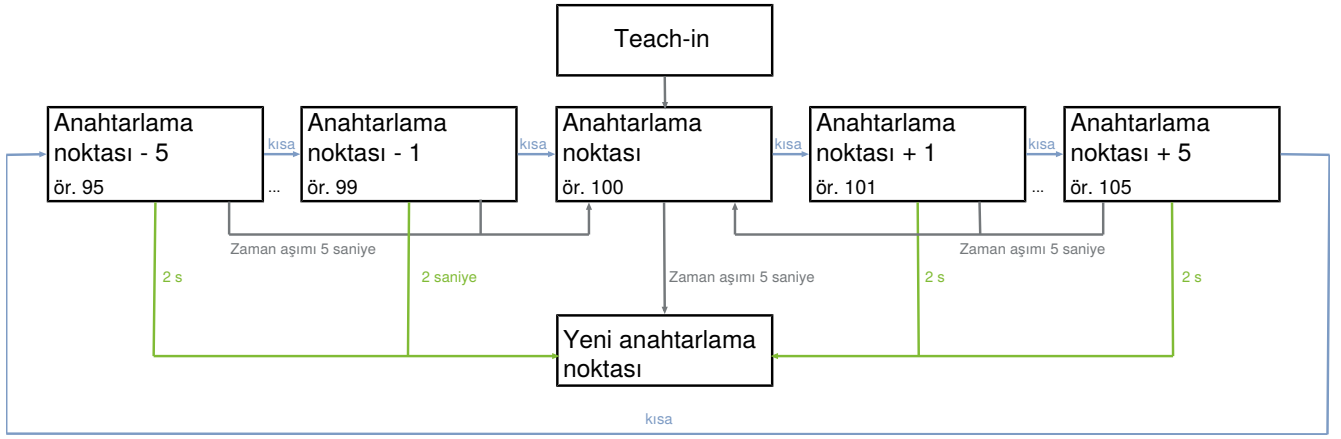 Teach-in
Anahtarlama
noktası - 5
ör. 95
kısa
...
Anahtarlama
noktası - 1
ör. 99
kısa
Anahtarlama
noktası
ör. 100
kısa
Anahtarlama
noktası + 1
ör. 101
kısa
...
Anahtarlama
noktası + 5
ör. 105
Zaman aşımı 5 saniye
Zaman aşımı 5 saniye
2 s
2 saniye
Zaman aşımı 5 saniye
2 s
2 s
Yeni anahtarlama
noktası
kısa